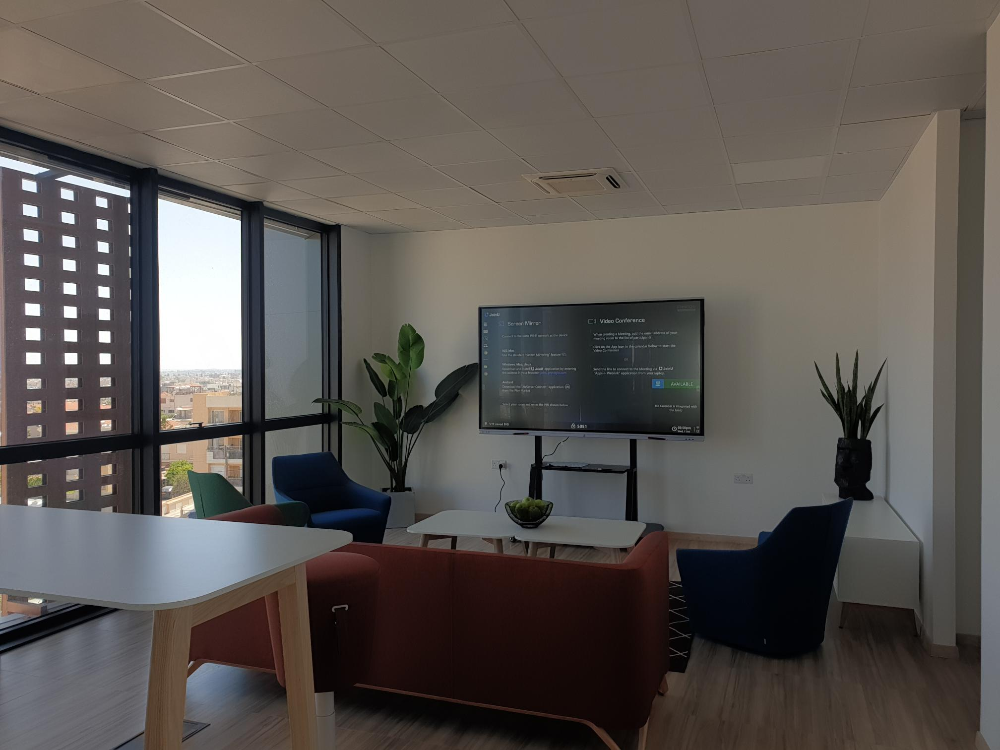 JoinU
Prestigio
Screen Mirror
Connect to the same Wi-Fi network as the device
iOS, Mac
Use the standard "Screen Mirroring" feature
Windows, Mac, Linux
Download and install JoinU application by entering
the address in your browser: joinu.prestigio.com
Android
Download the "AirServer Connect" application
from the Play Market
Select your room and enter the PIN shown below
Video Conference
When creating a Meeting, add the email address of your
meeting room to the list of participants
Click on the App icon in the calendar below to start the
Video Conference
OR
Send the link to connect to the Meeting via JoinU
"Apps-> Weblink" application from your laptop.
AVAILABLE
No Calendar is integrated with
the JoinU
VTF zavod BIG
5051
02:58pm
Wed, 1 Jun